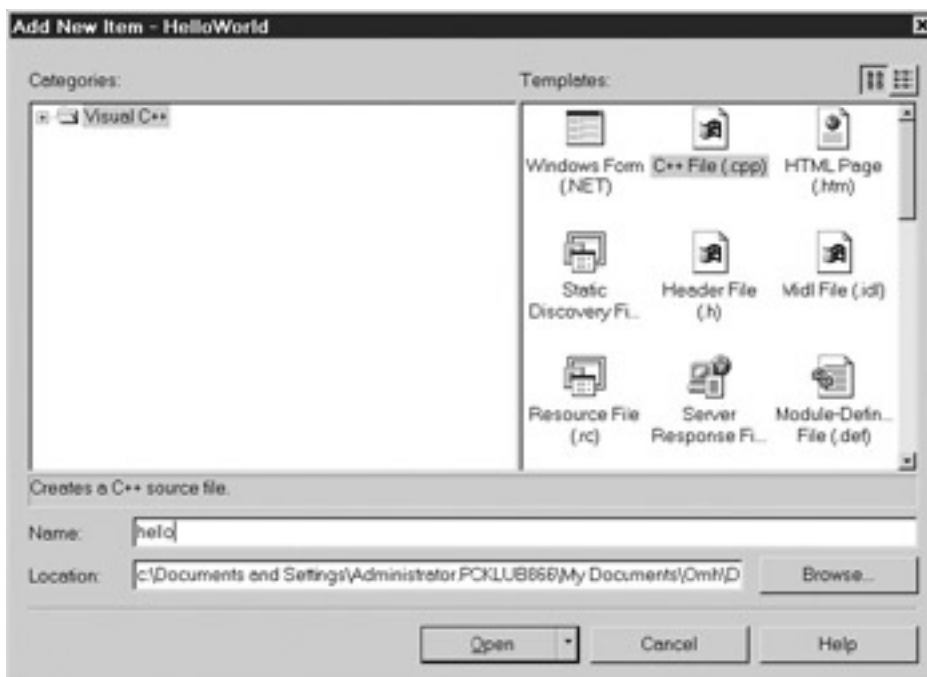 Add New Item - HelloWorld
Categories:
Templates:
Visual C++
Windows Form (.NET)
C++ File (.cpp)
HTML Page (.htm)
Static Discovery Fi...
Header File (.h)
Midl File (.idl)
Resource File (.rc)
Server Response Fi...
Module-Defin... File (.def)
Creates a C++ source file.
Name:
hello
Location:
c:\Documents and Settings\Administrator.PCKLUB866\My Documents\Omh\D
Browse...
Open
Cancel
Help